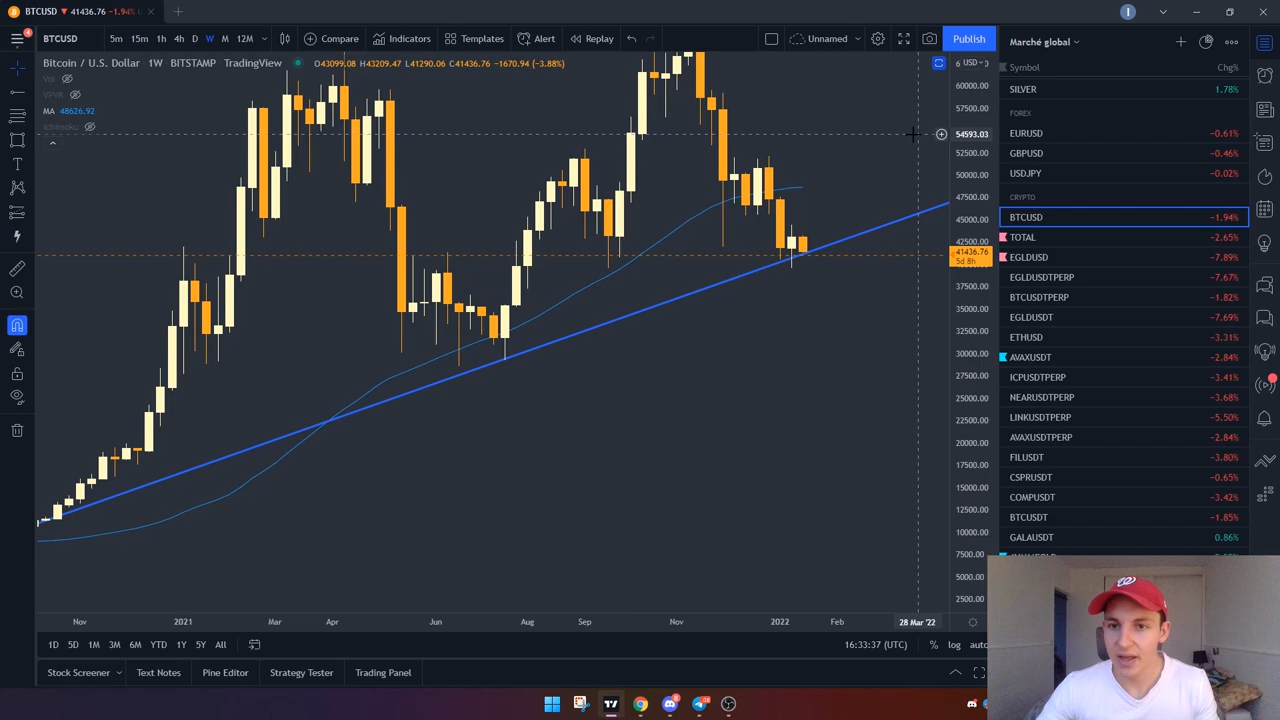 BTCUSD ▼ 41436.76 −1.94%
I
4
BTCUSD
5m 15m 1h 4h D W M 12M
Compare
Indicators
Templates
Alert
Replay
Unnamed
Publish
Bitcoin / U.S. Dollar 1W BITSTAMP TradingView O43099.08 H43209.47 L41290.06 C41436.76 −1670.94 (−3.88%)
Vol
VPVR
MA 48626.92
Ichimoku
USD
60000.00
57500.00
54593.03
52500.00
50000.00
47500.00
45000.00
42500.00
41436.76
5d 8h
37500.00
35000.00
32500.00
30000.00
27500.00
25000.00
22500.00
20000.00
17500.00
15000.00
12500.00
10000.00
7500.00
5000.00
2500.00
Nov 2021 Mar Apr Jun Aug Sep Nov 2022 Feb 28 Mar '22
1D 5D 1M 3M 6M YTD 1Y 5Y All
16:33:37 (UTC) % log auto
Stock Screener Text Notes Pine Editor Strategy Tester Trading Panel
Marché global
Symbol Chg%
SILVER 1.78%
FOREX
EURUSD −0.61%
GBPUSD −0.46%
USDJPY −0.02%
CRYPTO
BTCUSD −1.94%
TOTAL −2.65%
EGLDUSD −7.89%
EGLDUSDTPERP −7.67%
BTCUSDTPERP −1.82%
EGLDUSDT −7.69%
ETHUSD −3.31%
AVAXUSDT −2.84%
ICPUSDTPERP −3.41%
NEARUSDTPERP −3.68%
LINKUSDTPERP −5.50%
AVAXUSDTPERP −2.84%
FILUSDT −3.80%
CSPRUSDT −0.65%
COMPUSDT −3.42%
BTCUSDT −1.85%
GALAUSDT 0.86%